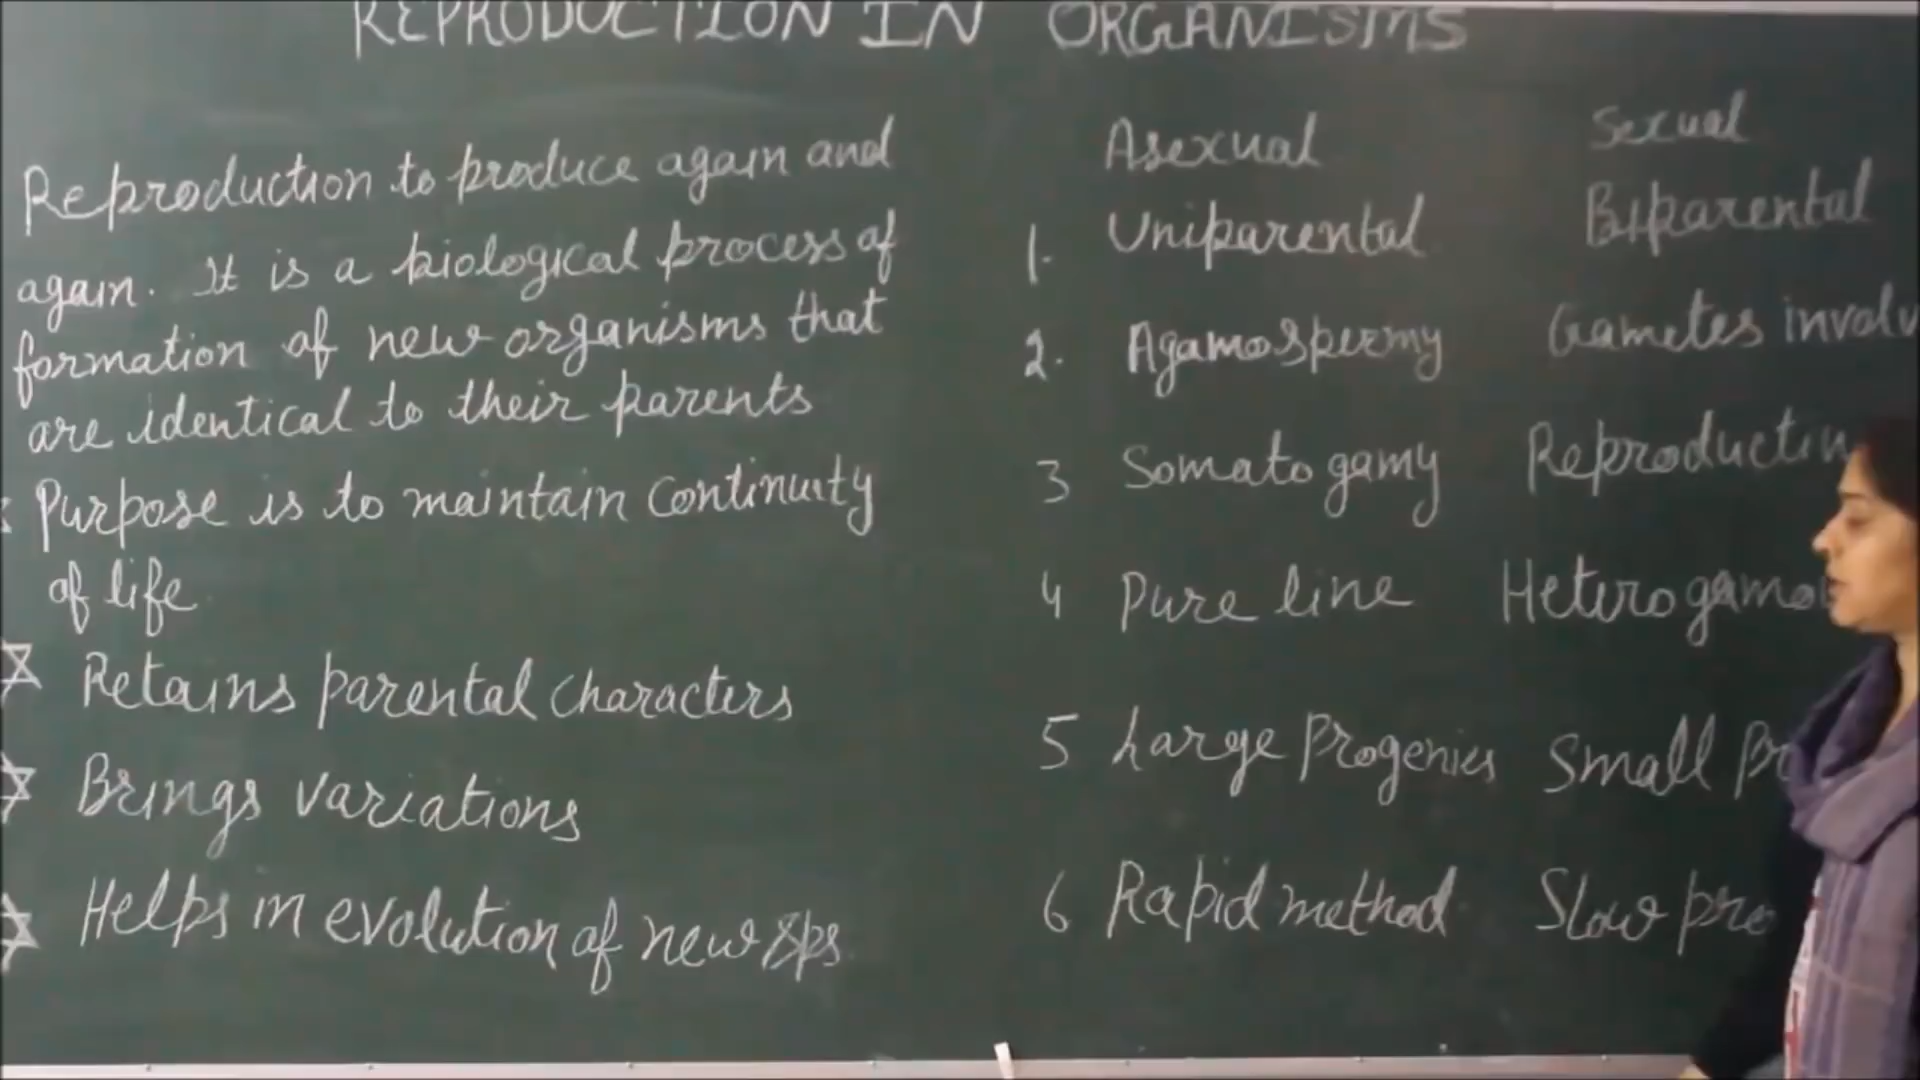 REPRODUCTION IN ORGANISMS
Reproduction to produce again and
again. It is a biological process of
formation of new organisms that
are identical to their parents
Purpose is to maintain continuity
of life
Retains parental characters
Brings variations
Helps in evolution of new sps
Asexual Sexual
1. Uniparental Biparental
2. Agamospermy Gametes involv
3 Somatogamy Reproductin
4 Pure line Heterogamo
5 Large Progenies Small Pr
6 Rapid method Slow pro